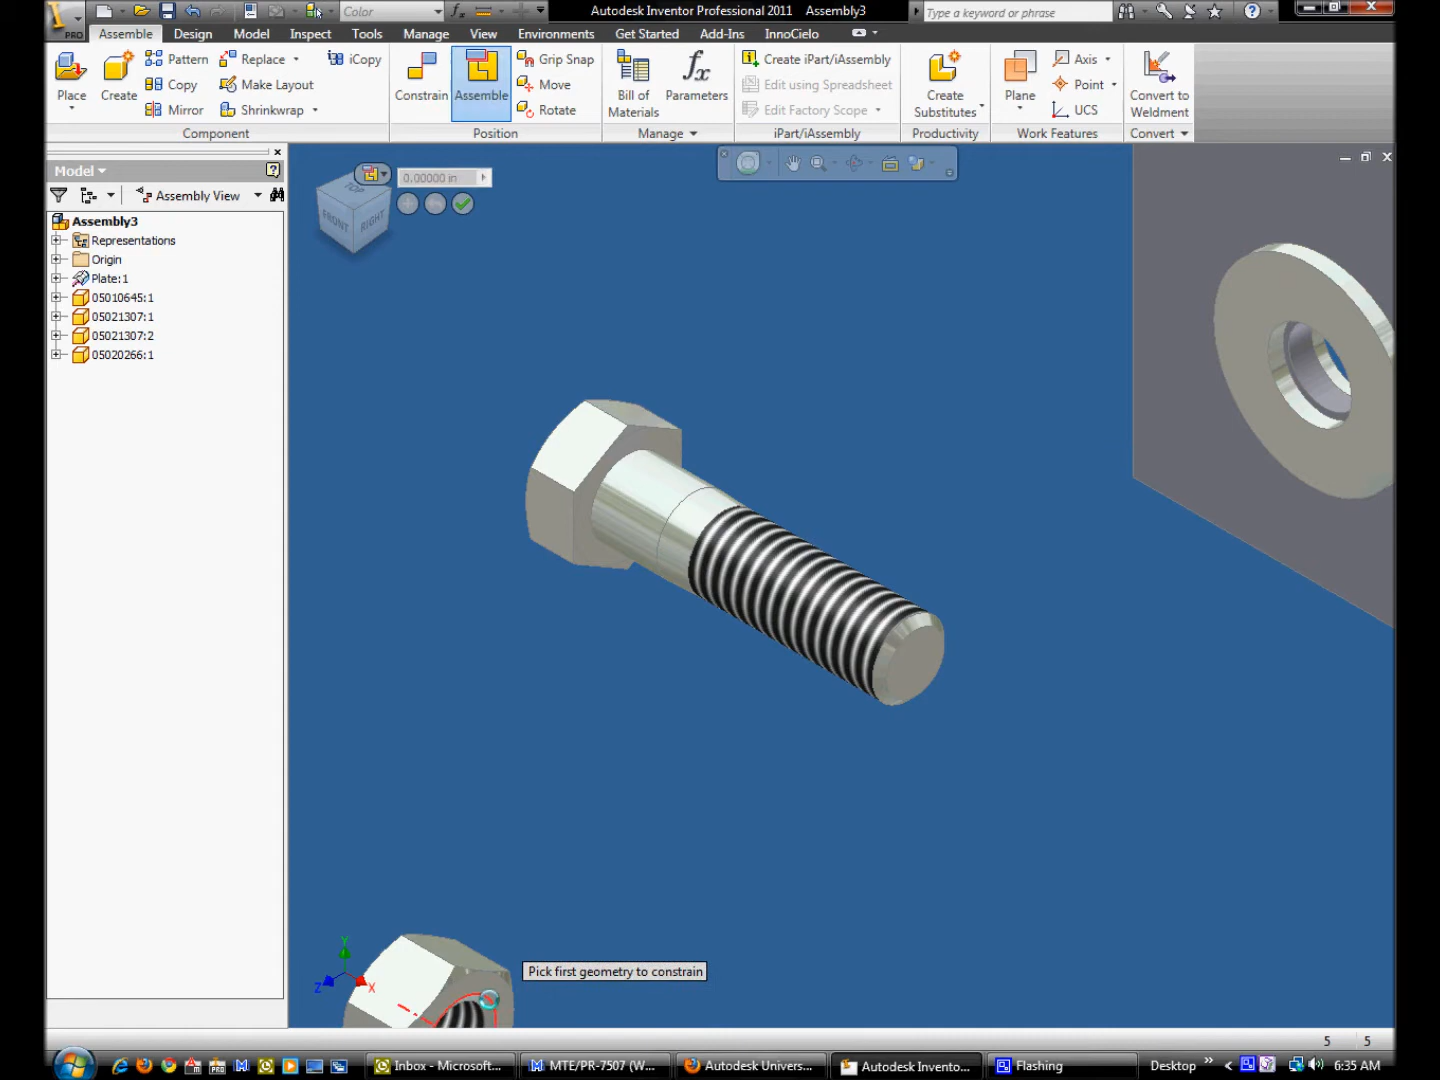 PRO
Color
Autodesk Inventor Professional 2011 Assembly3
Type a keyword or phrase
Assemble Design Model Inspect Tools Manage View Environments Get Started Add-Ins InnoCielo
Place
Create
Pattern
Copy
Mirror
Replace
Make Layout
Shrinkwrap
iCopy
Component
Constrain
Assemble
Grip Snap
Move
Rotate
Position
Bill of
Materials
fx
Parameters
Manage
Create iPart/iAssembly
Edit using Spreadsheet
Edit Factory Scope
iPart/iAssembly
Create
Substitutes
Productivity
Plane
Axis
Point
UCS
Work Features
Convert to
Weldment
Convert
Model
Assembly View
Assembly3
Representations
Origin
Plate:1
05010645:1
05021307:1
05021307:2
05020266:1
TOP
FRONT RIGHT
0.00000 in
Pick first geometry to constrain
Y
Z X
5 5
Inbox - Microsoft...
MTE/PR-7507 (W...
Autodesk Univers...
Autodesk Invento...
Flashing
Desktop
6:35 AM